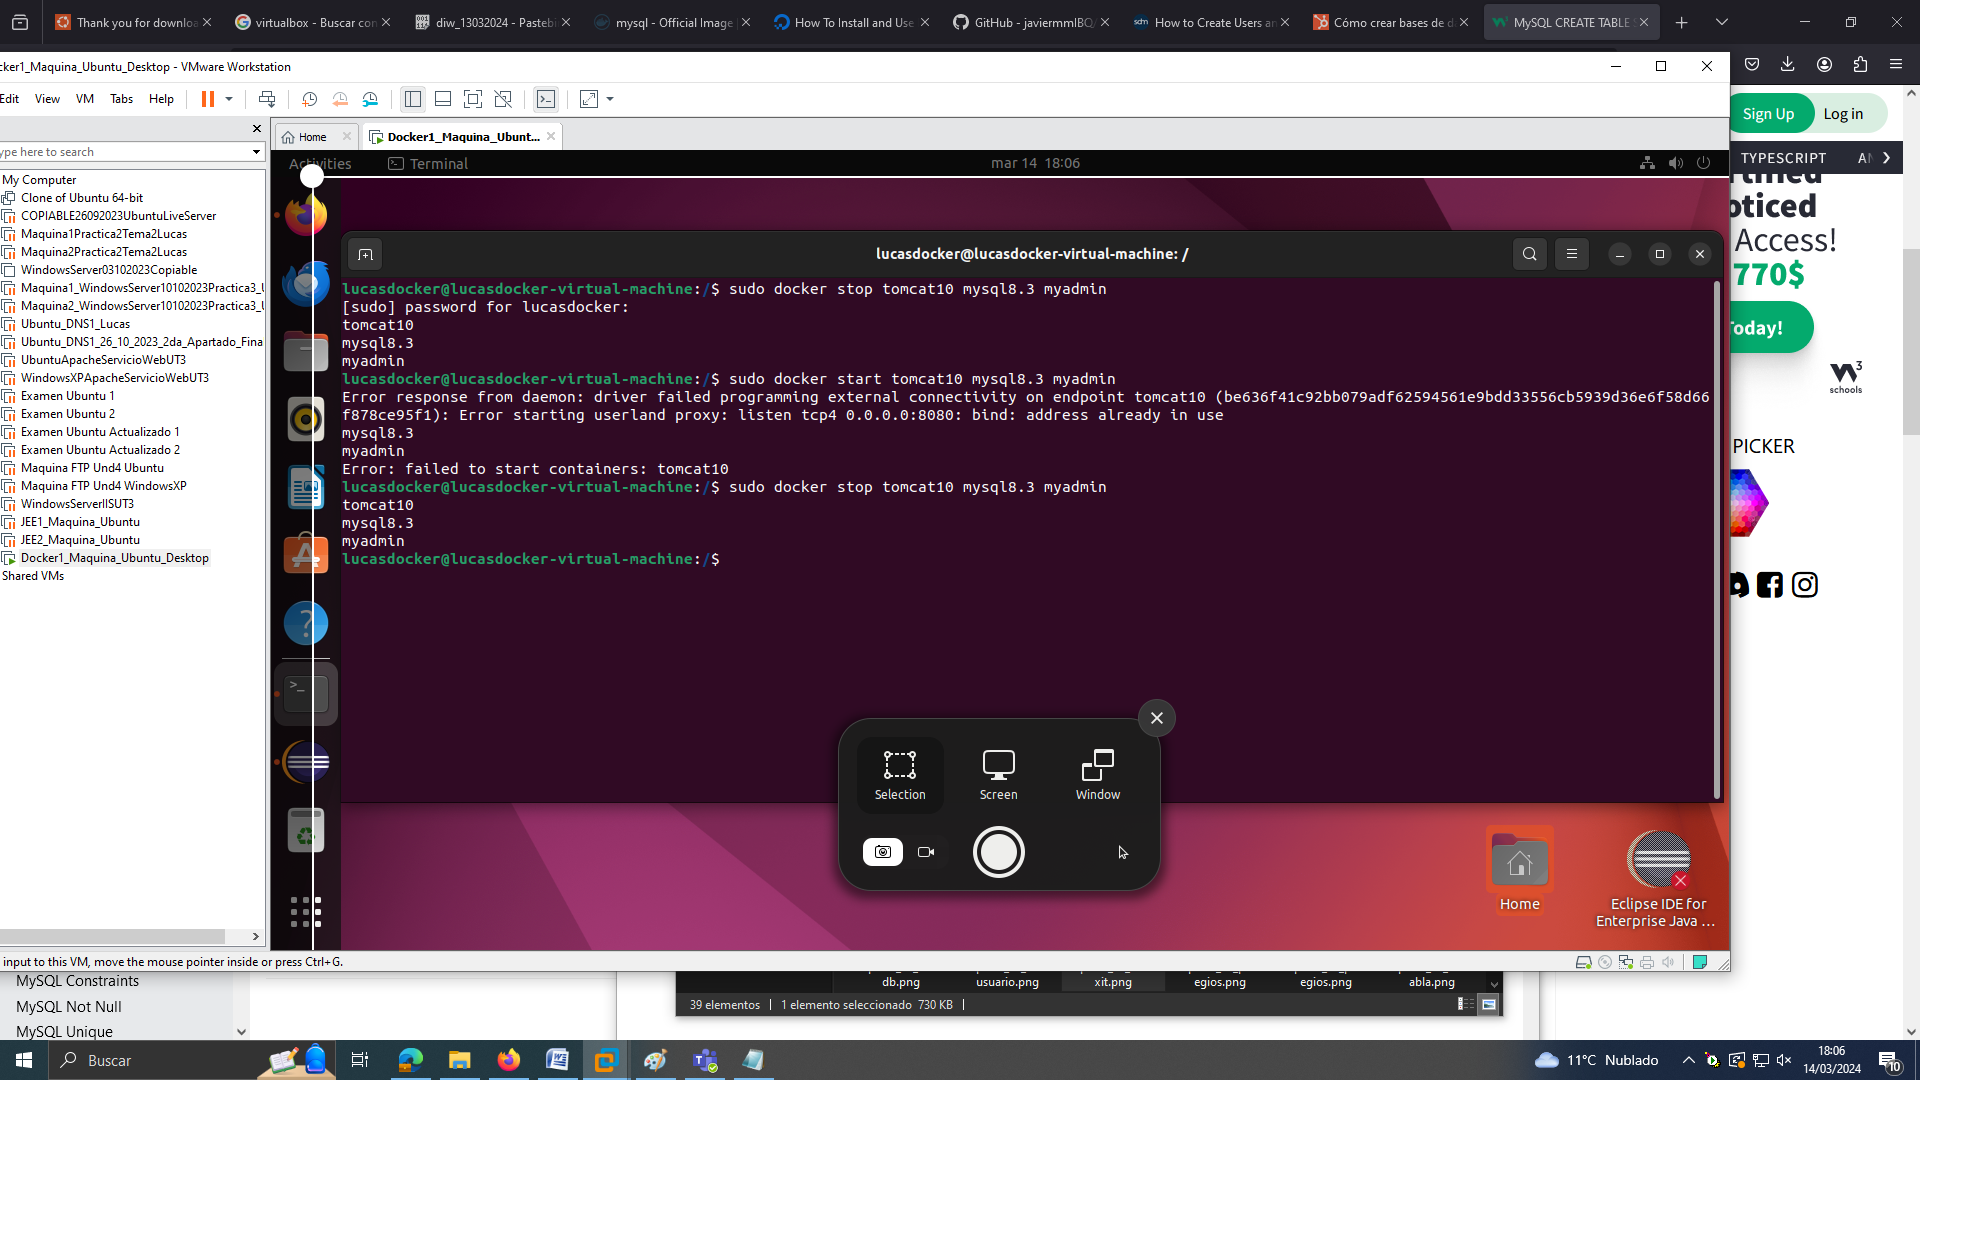 Thank you for downloa
virtualbox - Buscar con
diw_13032024 - Pastebi
mysql - Official Image
How To Install and Use
GitHub - javiermmlBQ/
How to Create Users an
Cómo crear bases de d
MySQL CREATE TABLE S
cker1_Maquina_Ubuntu_Desktop - VMware Workstation
Edit View VM Tabs Help
Sign Up Log in
TYPESCRIPT AN
Home
Docker1_Maquina_Ubunt...
ype here to search
My Computer
Clone of Ubuntu 64-bit
COPIABLE26092023UbuntuLiveServer
Maquina1Practica2Tema2Lucas
Maquina2Practica2Tema2Lucas
WindowsServer03102023Copiable
Maquina1_WindowsServer10102023Practica3_U
Maquina2_WindowsServer10102023Practica3_U
Ubuntu_DNS1_Lucas
Ubuntu_DNS1_26_10_2023_2da_Apartado_Fina
UbuntuApacheServicioWebUT3
WindowsXPApacheServicioWebUT3
Examen Ubuntu 1
Examen Ubuntu 2
Examen Ubuntu Actualizado 1
Examen Ubuntu Actualizado 2
Maquina FTP Und4 Ubuntu
Maquina FTP Und4 WindowsXP
WindowsServerIISUT3
JEE1_Maquina_Ubuntu
JEE2_Maquina_Ubuntu
Docker1_Maquina_Ubuntu_Desktop
Shared VMs
Activities Terminal mar 14 18:06
lucasdocker@lucasdocker-virtual-machine: /
lucasdocker@lucasdocker-virtual-machine:/$ sudo docker stop tomcat10 mysql8.3 myadmin
[sudo] password for lucasdocker:
tomcat10
mysql8.3
myadmin
lucasdocker@lucasdocker-virtual-machine:/$ sudo docker start tomcat10 mysql8.3 myadmin
Error response from daemon: driver failed programming external connectivity on endpoint tomcat10 (be636f41c92bb079adf62594561e9bdd33556cb5939d36e6f58d66
f878ce95f1): Error starting userland proxy: listen tcp4 0.0.0.0:8080: bind: address already in use
mysql8.3
myadmin
Error: failed to start containers: tomcat10
lucasdocker@lucasdocker-virtual-machine:/$ sudo docker stop tomcat10 mysql8.3 myadmin
tomcat10
mysql8.3
myadmin
lucasdocker@lucasdocker-virtual-machine:/$
Selection Screen Window
Home
Eclipse IDE for
Enterprise Java ...
rtified
oticed
Access!
770$
Today!
W3
schools
PICKER
input to this VM, move the mouse pointer inside or press Ctrl+G.
MySQL Constraints
MySQL Not Null
MySQL Unique
db.png
usuario.png
xit.png
egios.png
egios.png
abla.png
39 elementos 1 elemento seleccionado 730 KB
Buscar
11°C Nublado
18:06
14/03/2024
10